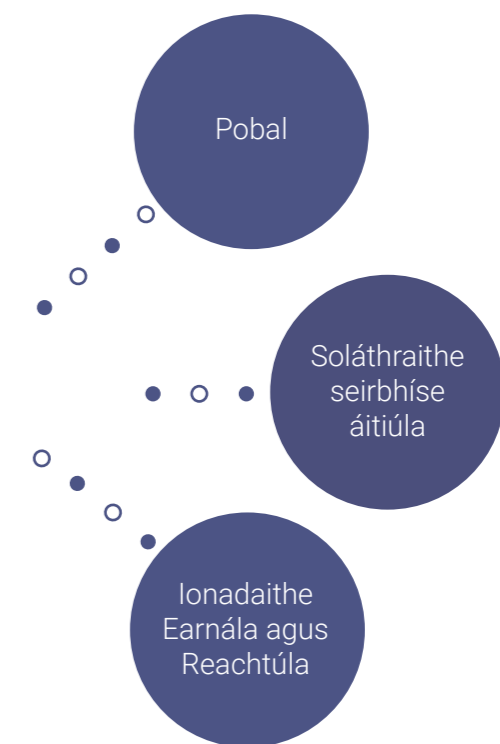 Pobal
Soláthraithe
seirbhíse
áitiúla
Ionadaithe
Earnála agus
Reachtúla